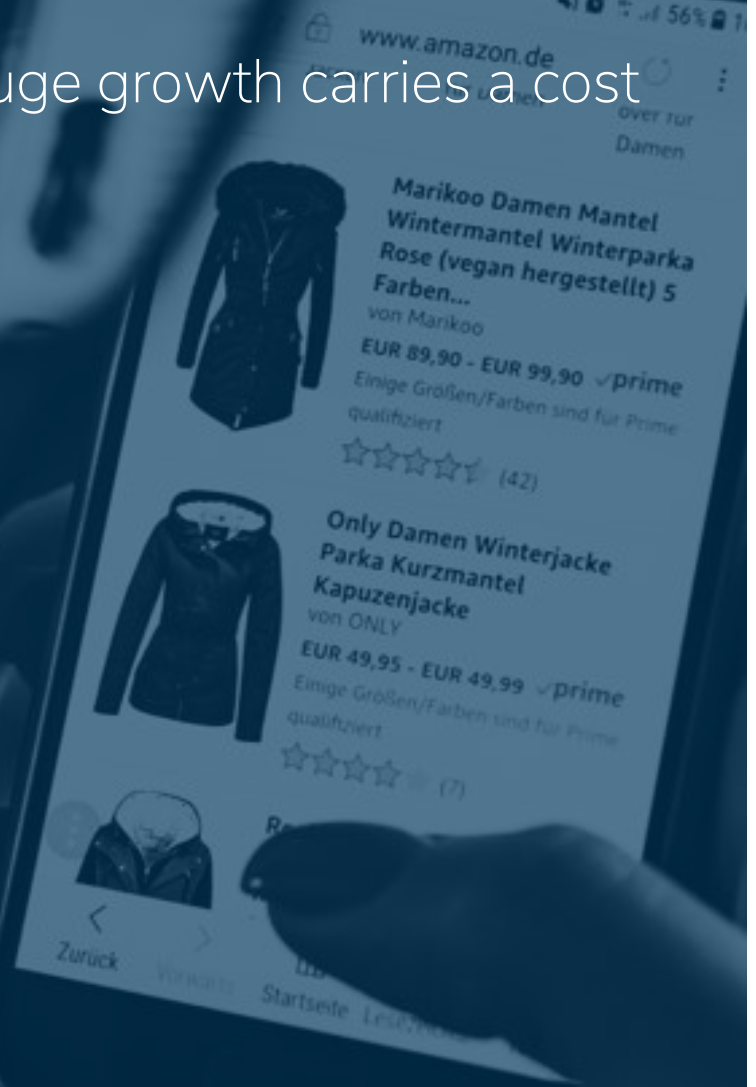 56%
www.amazon.de
uge growth carries a cost
Damen
Marikoo Damen Mantel
Wintermantel Winterparka
Rose (vegan hergestellt) 5
Farben...
von Marikoo
EUR 89,90 - EUR 99,90 ✓prime
Einige Größen/Farben sind für Prime
qualifiziert
(42)
Only Damen Winterjacke
Parka Kurzmantel
Kapuzenjacke
von ONLY
EUR 49,95 - EUR 49,99 ✓prime
Einige Größen/Farben sind für Prime
qualifiziert
(7)
Zurück Vorwärts Startseite